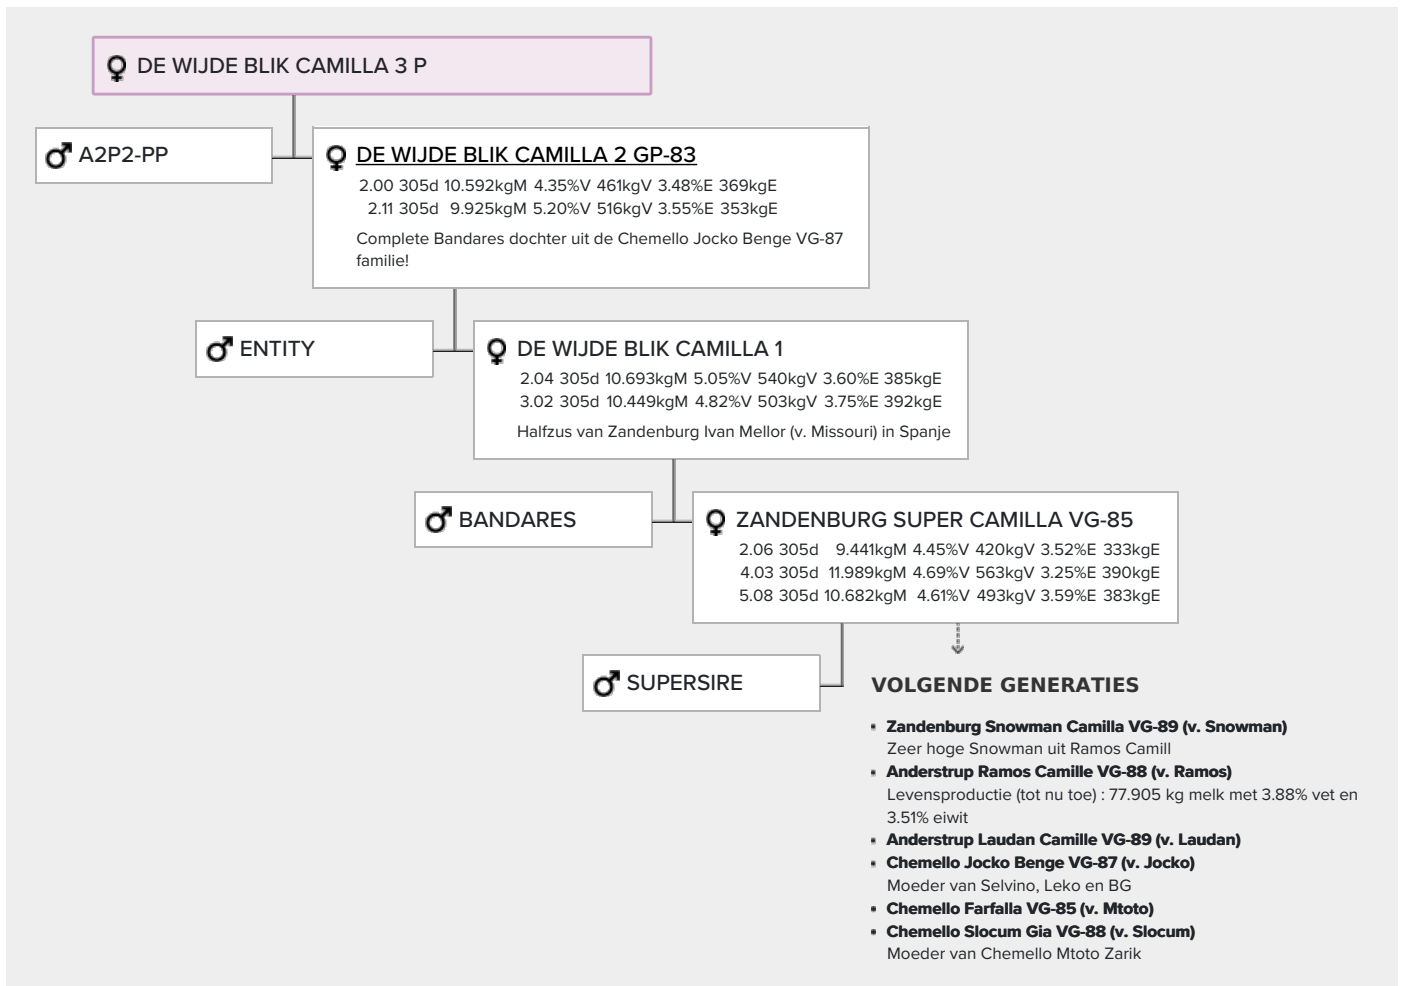 DE WIJDE BLIK CAMILLA 3 P
A2P2-PP
DE WIJDE BLIK CAMILLA 2 GP-83
2.00 305d 10.592kgM 4.35%V 461kgV 3.48%E 369kgE
2.11 305d 9.925kgM 5.20%V 516kgV 3.55%E 353kgE
Complete Bandares dochter uit de Chemello Jocko Benge VG-87
familie!
ENTITY
DE WIJDE BLIK CAMILLA 1
2.04 305d 10.693kgM 5.05%V 540kgV 3.60%E 385kgE
3.02 305d 10.449kgM 4.82%V 503kgV 3.75%E 392kgE
Halfzus van Zandenburg Ivan Mellor (v. Missouri) in Spanje
BANDARES
ZANDENBURG SUPER CAMILLA VG-85
2.06 305d 9.441kgM 4.45%V 420kgV 3.52%E 333kgE
4.03 305d 11.989kgM 4.69%V 563kgV 3.25%E 390kgE
5.08 305d 10.682kgM 4.61%V 493kgV 3.59%E 383kgE
SUPERSIRE
VOLGENDE GENERATIES
Zandenburg Snowman Camilla VG-89 (v. Snowman)
Zeer hoge Snowman uit Ramos Camill
Anderstrup Ramos Camille VG-88 (v. Ramos)
Levensproductie (tot nu toe) : 77.905 kg melk met 3.88% vet en
3.51% eiwit
Anderstrup Laudan Camille VG-89 (v. Laudan)
Chemello Jocko Benge VG-87 (v. Jocko)
Moeder van Selvino, Leko en BG
Chemello Farfalla VG-85 (v. Mtoto)
Chemello Slocum Gia VG-88 (v. Slocum)
Moeder van Chemello Mtoto Zarik